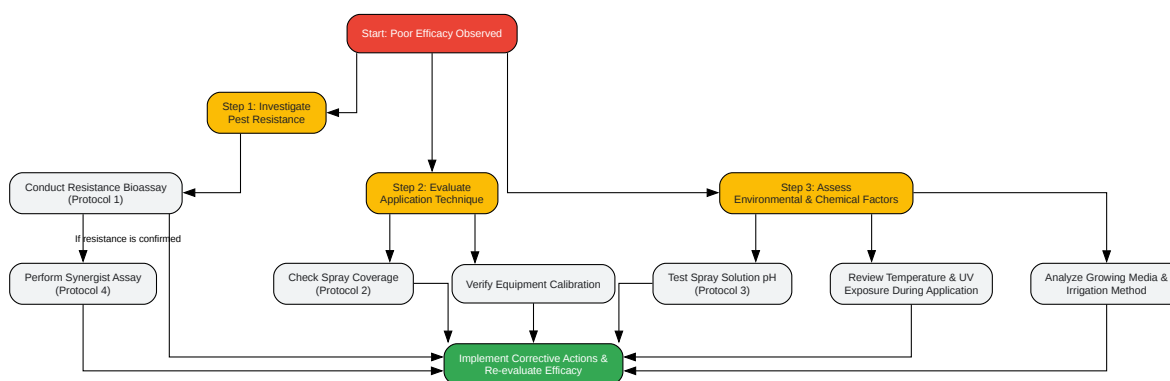 Start: Poor Efficacy Observed
Step 1: Investigate
Pest Resistance
Conduct Resistance Bioassay
(Protocol 1)
Step 2: Evaluate
Application Technique
Step 3: Assess
Environmental & Chemical Factors
If resistance is confirmed
Perform Synergist Assay
(Protocol 4)
Check Spray Coverage
(Protocol 2)
Verify Equipment Calibration
Test Spray Solution pH
(Protocol 3)
Review Temperature & UV
Exposure During Application
Analyze Growing Media &
Irrigation Method
Implement Corrective Actions &
Re-evaluate Efficacy